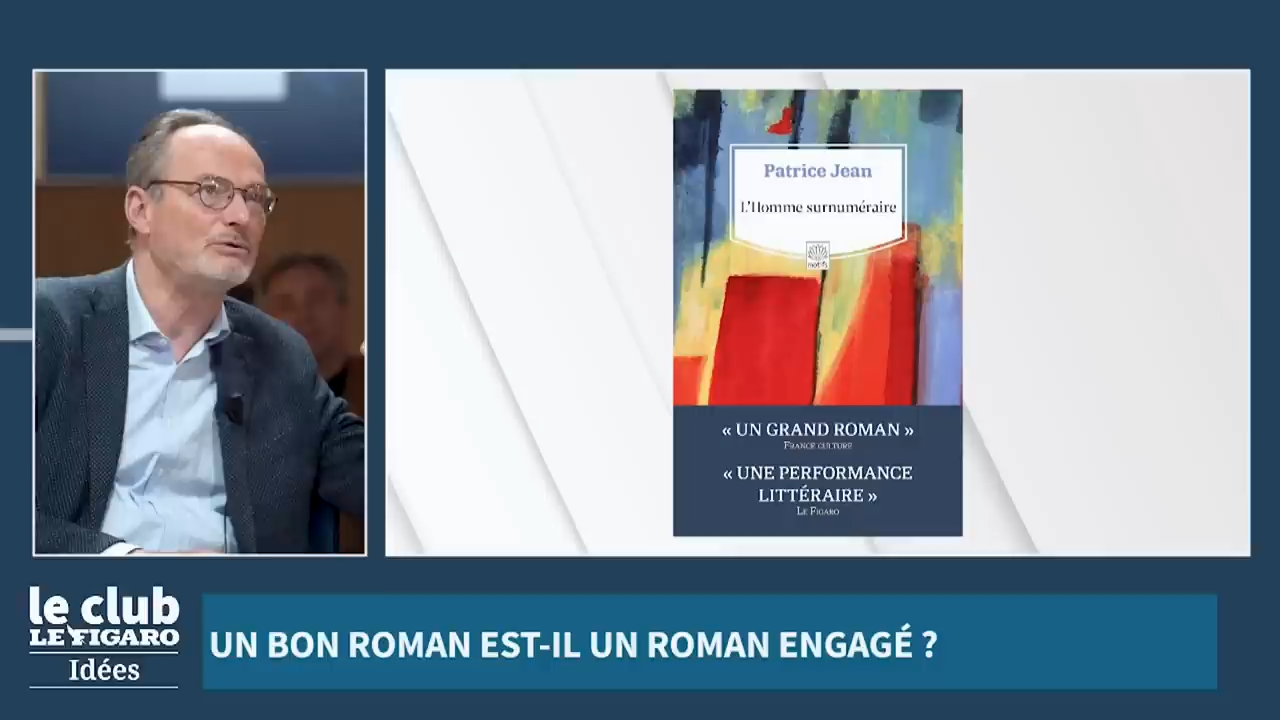 Patrice Jean
L'Homme surnuméraire
motifs
« UN GRAND ROMAN »
FRANCE CULTURE
« UNE PERFORMANCE
LITTÉRAIRE »
LE FIGARO
le club
LE FIGARO
Idées
UN BON ROMAN EST-IL UN ROMAN ENGAGÉ ?